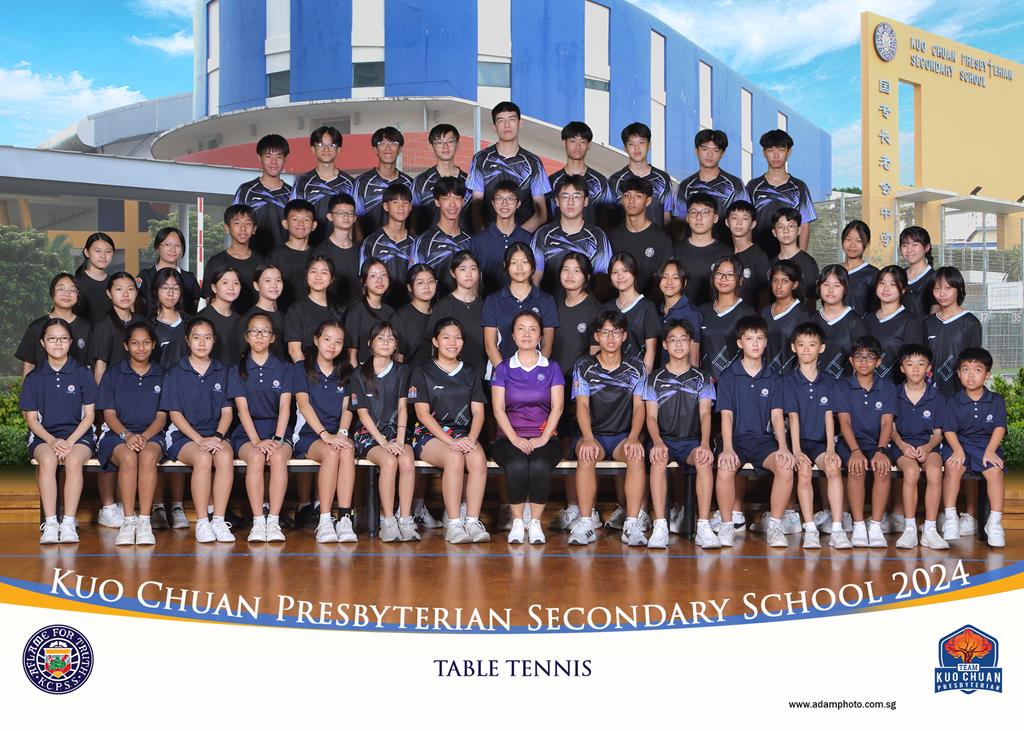 KUO CHUAN PRESBYTERIAN
SECONDARY SCHOOL
国专长老会中学
KUO CHUAN PRESBYTERIAN SECONDARY SCHOOL 2024
AFLAME FOR TRUTH
KCPSS
TABLE TENNIS
TEAM
KUO CHUAN
PRESBYTERIAN
www.adamphoto.com.sg